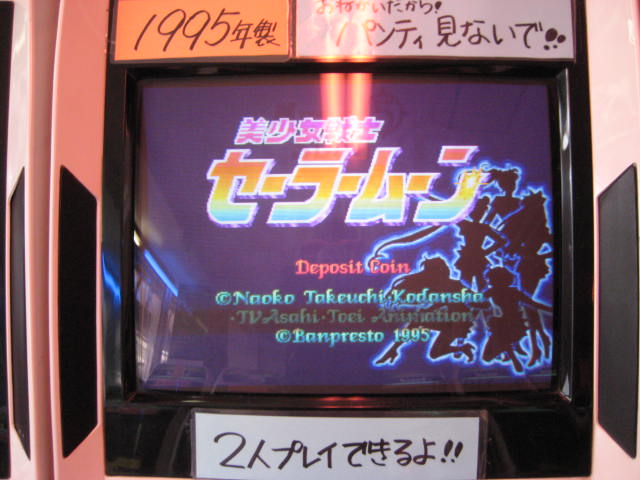 1995年製
おねがいだから!
パンティ見ないで!!
美少女戦士
セーラームーン
Deposit Coin
©Naoko Takeuchi·Kodansha
·TV Asahi·Toei Animation
©Banpresto 1995
2人プレイできるよ!!